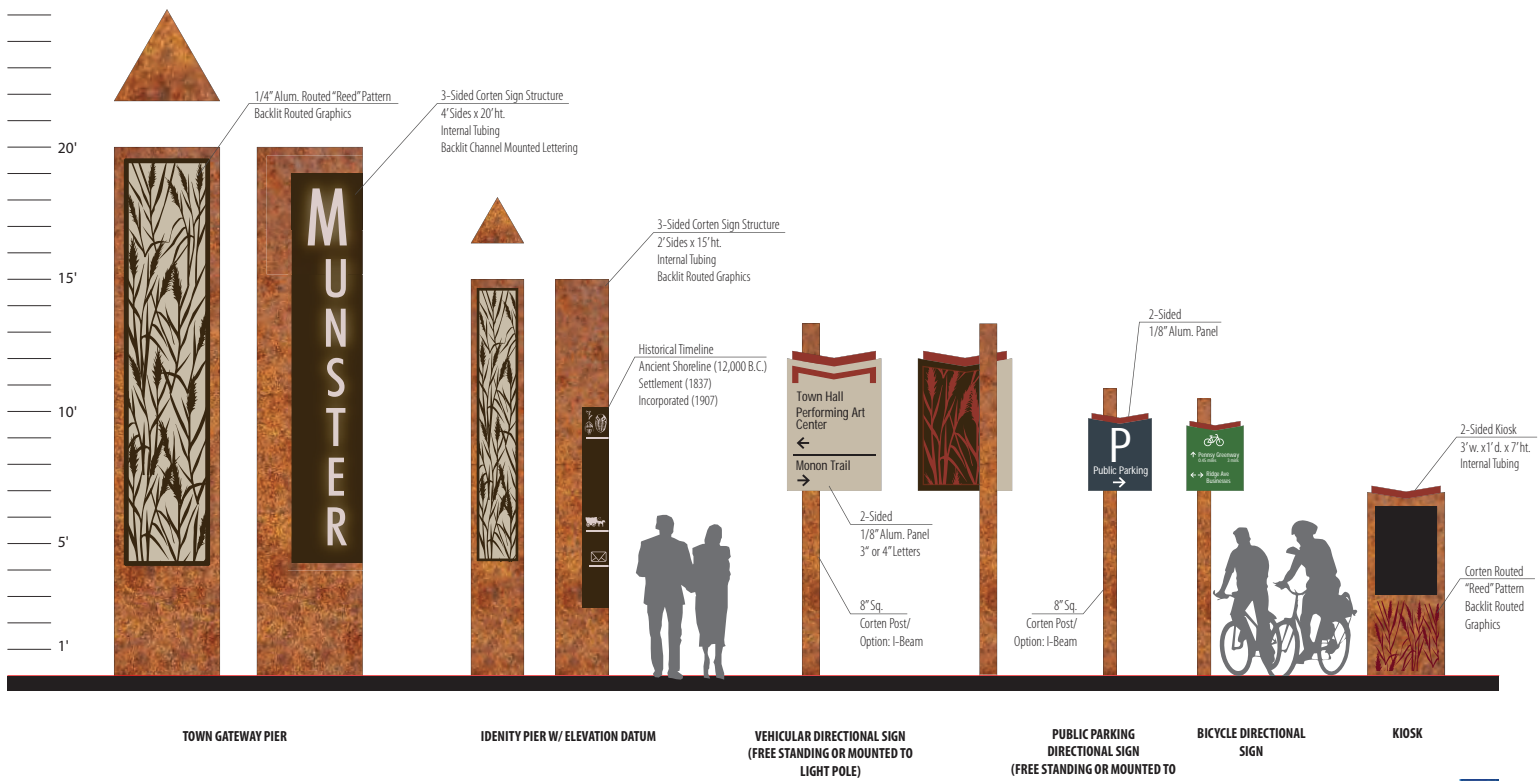 20'
15'
10'
5'
1'
1/4” Alum. Routed “Reed” Pattern
Backlit Routed Graphics
3-Sided Corten Sign Structure
4’ Sides x 20’ ht.
Internal Tubing
Backlit Channel Mounted Lettering
MUNSTER
3-Sided Corten Sign Structure
2’ Sides x 15’ ht.
Internal Tubing
Backlit Routed Graphics
Historical Timeline
Ancient Shoreline (12,000 B.C.)
Settlement (1837)
Incorporated (1907)
Town Hall
Performing Art
Center
←
Monon Trail
→
2-Sided
1/8” Alum. Panel
3” or 4” Letters
8” Sq.
Corten Post/
Option: I-Beam
2-Sided
1/8” Alum. Panel
P
Public Parking
→
8” Sq.
Corten Post/
Option: I-Beam
↑ Pennsy Greenway
0.45 miles 2 mins
← → Ridge Ave
Businesses
2-Sided Kiosk
3’ w. x 1’ d. x 7’ ht.
Internal Tubing
Corten Routed
“Reed” Pattern
Backlit Routed
Graphics
TOWN GATEWAY PIER
IDENITY PIER W/ ELEVATION DATUM
VEHICULAR DIRECTIONAL SIGN
(FREE STANDING OR MOUNTED TO
LIGHT POLE)
PUBLIC PARKING
DIRECTIONAL SIGN
(FREE STANDING OR MOUNTED TO
BICYCLE DIRECTIONAL
SIGN
KIOSK